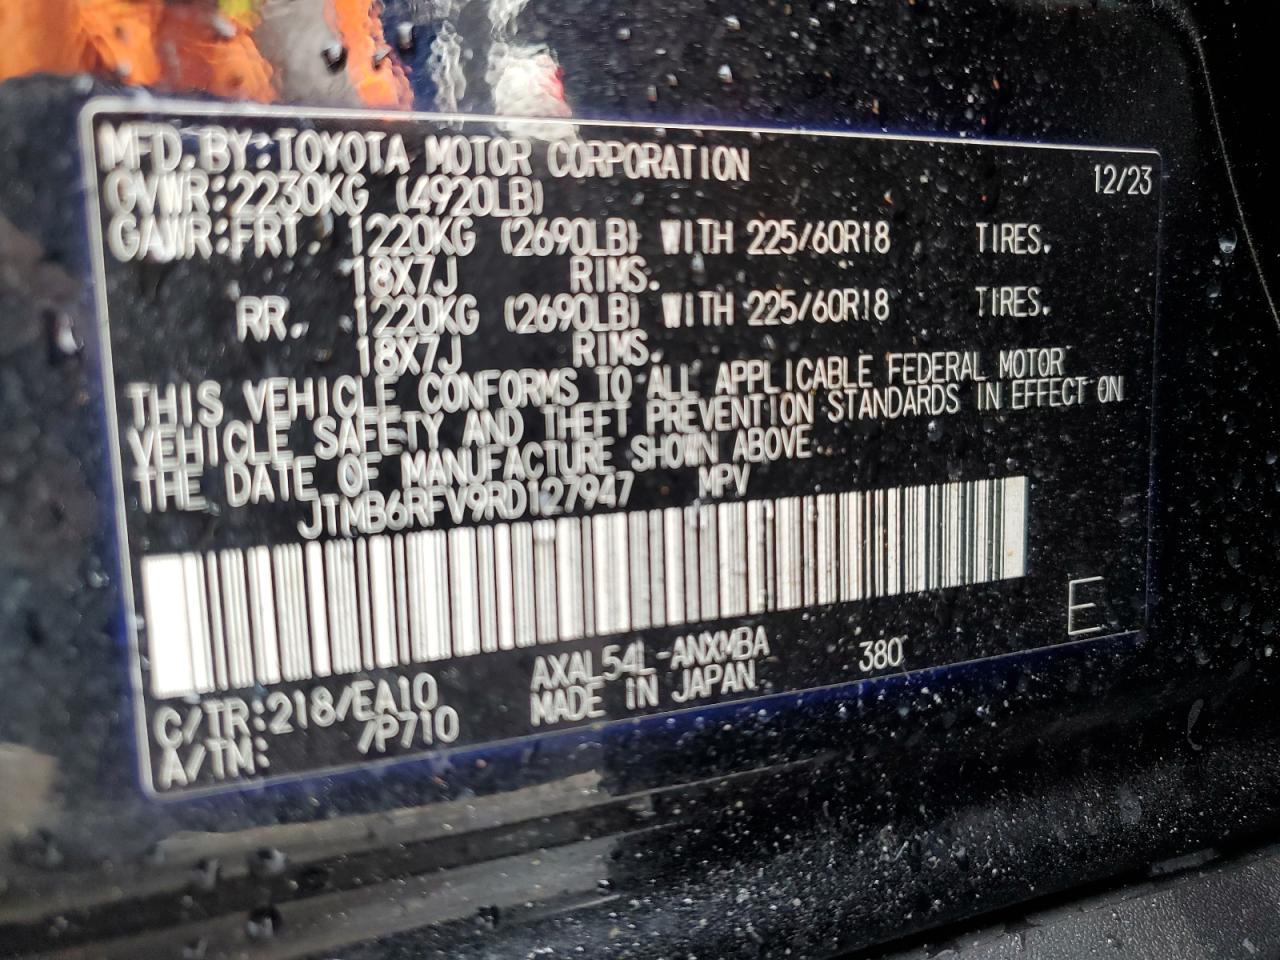 MFD.BY:TOYOTA MOTOR CORPORATION 12/23
GVWR:2230KG (4920LB)
GAWR:FRT. 1220KG (2690LB) WITH 225/60R18 TIRES.
18X7J RIMS.
RR. 1220KG (2690LB) WITH 225/60R18 TIRES.
18X7J RIMS.
THIS VEHICLE CONFORMS TO ALL APPLICABLE FEDERAL MOTOR
VEHICLE SAFETY AND THEFT PREVENTION STANDARDS IN EFFECT ON
THE DATE OF MANUFACTURE SHOWN ABOVE.
JTMB6RFV9RD127947 MPV
E
AXAL54L-ANXMBA 380
C/TR:218/EA10 MADE IN JAPAN
A/TN: /P710